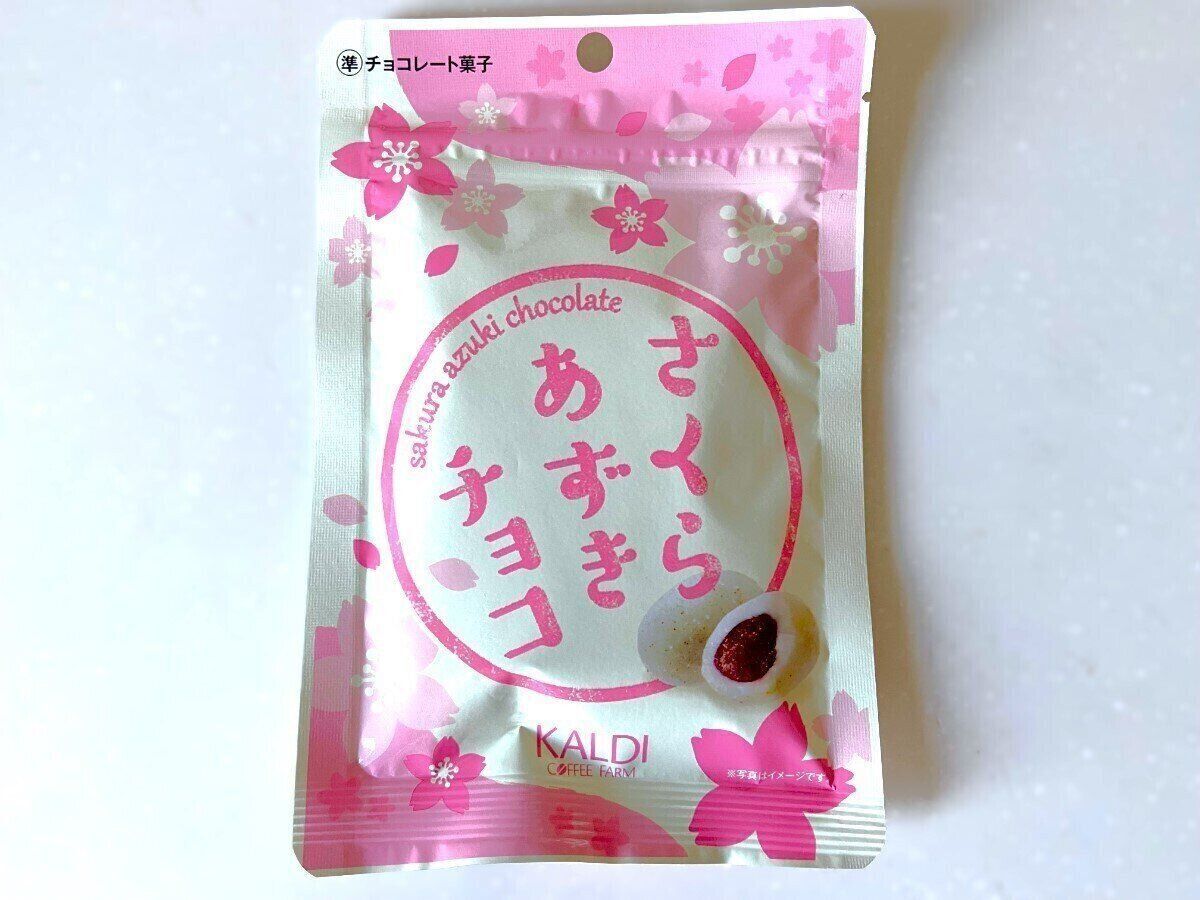 準 チョコレート菓子
sakura azuki chocolate
さくら
あずき
チョコ
KALDI
COFFEE FARM
※写真はイメージです